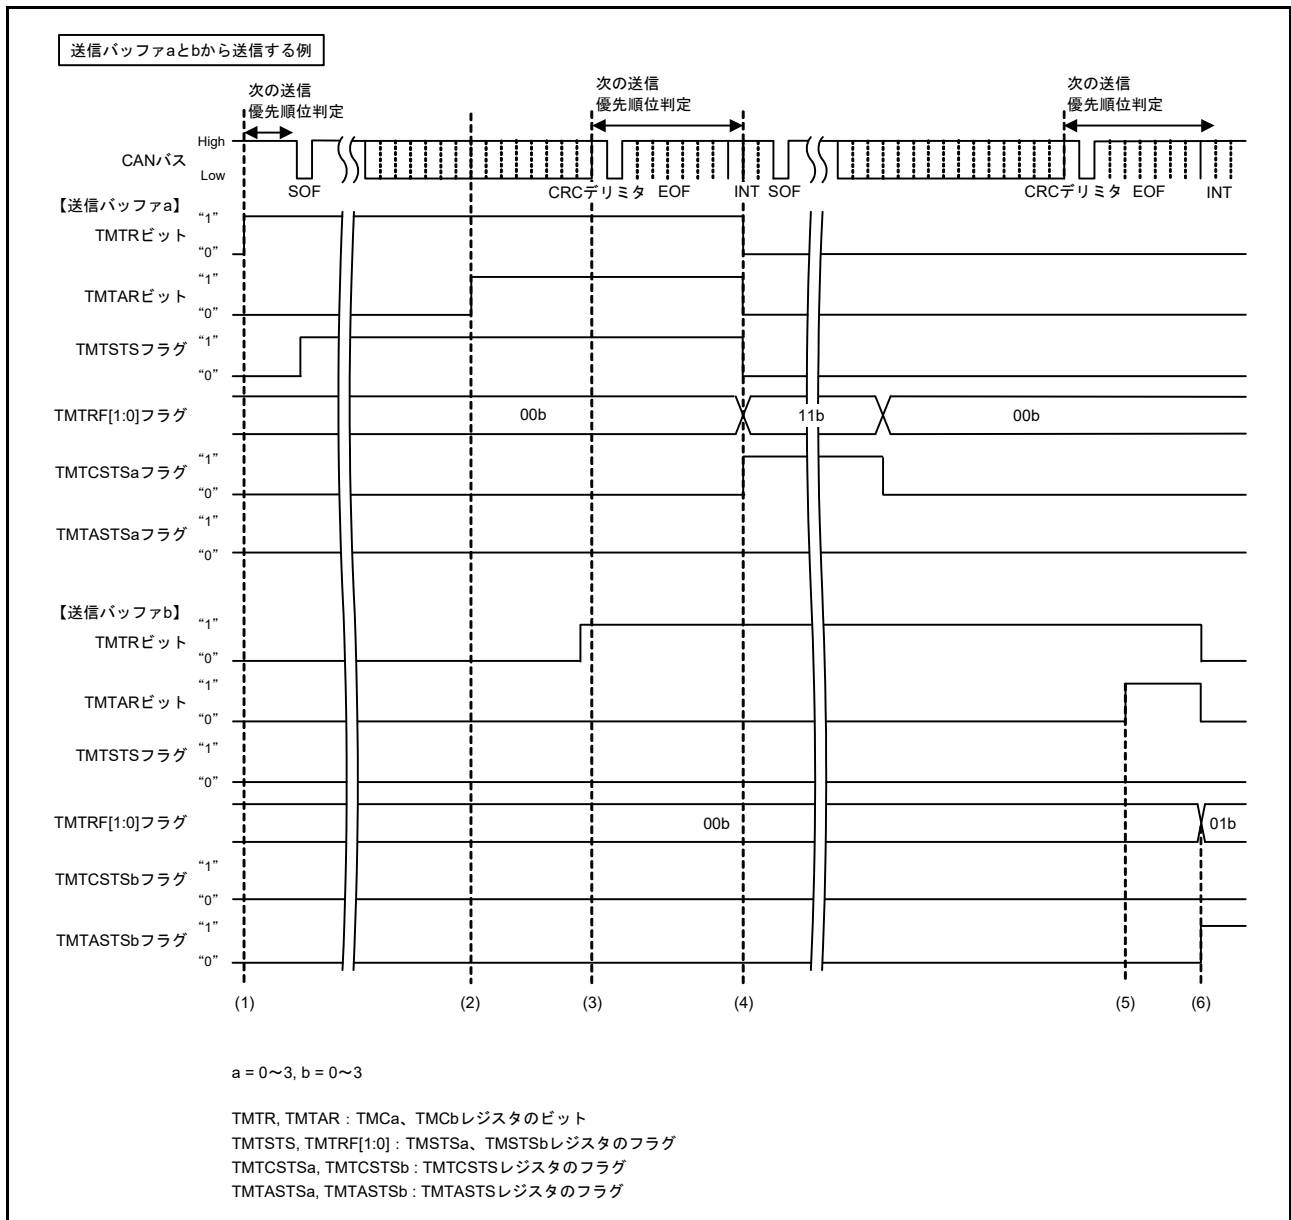 送信バッファaとbから送信する例
次の送信
優先順位判定
次の送信
優先順位判定
次の送信
優先順位判定
CANバス
High
Low
SOF
CRCデリミタ
EOF
INT
SOF
CRCデリミタ
EOF
INT
【送信バッファa】
TMTRビット
“1”
“0”
TMTARビット
“1”
“0”
TMTSTSフラグ
“1”
“0”
TMTRF[1:0]フラグ
00b
11b
00b
TMTCSTSaフラグ
“1”
“0”
TMTASTSaフラグ
“1”
“0”
【送信バッファb】
TMTRビット
“1”
“0”
TMTARビット
“1”
“0”
TMTSTSフラグ
“1”
“0”
TMTRF[1:0]フラグ
00b
01b
TMTCSTSbフラグ
“1”
“0”
TMTASTSbフラグ
“1”
“0”
(1)
(2)
(3)
(4)
(5)
(6)
a = 0～3, b = 0～3
TMTR, TMTAR : TMCa、TMCbレジスタのビット
TMTSTS, TMTRF[1:0] : TMSTSa、TMSTSbレジスタのフラグ
TMTCSTSa, TMTCSTSb : TMTCSTSレジスタのフラグ
TMTASTSa, TMTASTSb : TMTASTSレジスタのフラグ